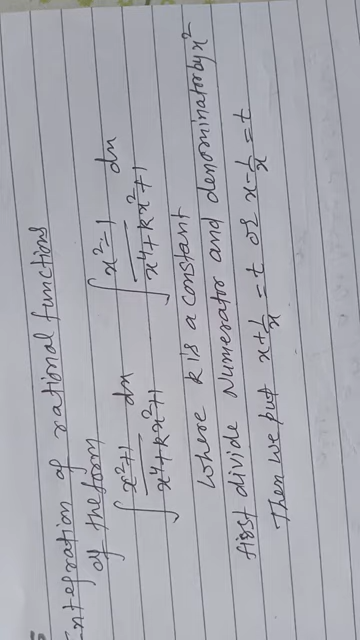 Integration of rational functions
of the form
∫ x²+1 / x⁴+kx²+1 dx   ∫ x²-1 / x⁴+kx²+1 dx
where k is a constant
first divide Numerator and denominator by x²
Then we put x+1/x = t or x-1/x = t